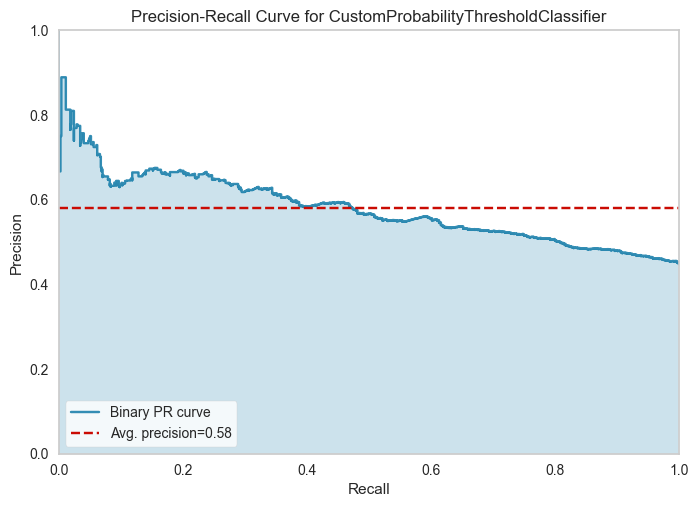 Precision-Recall Curve for CustomProbabilityThresholdClassifier
1.0
0.8
0.6
0.4
0.2
0.0
Precision
Binary PR curve
Avg. precision=0.58
0.0 0.2 0.4 0.6 0.8 1.0
Recall